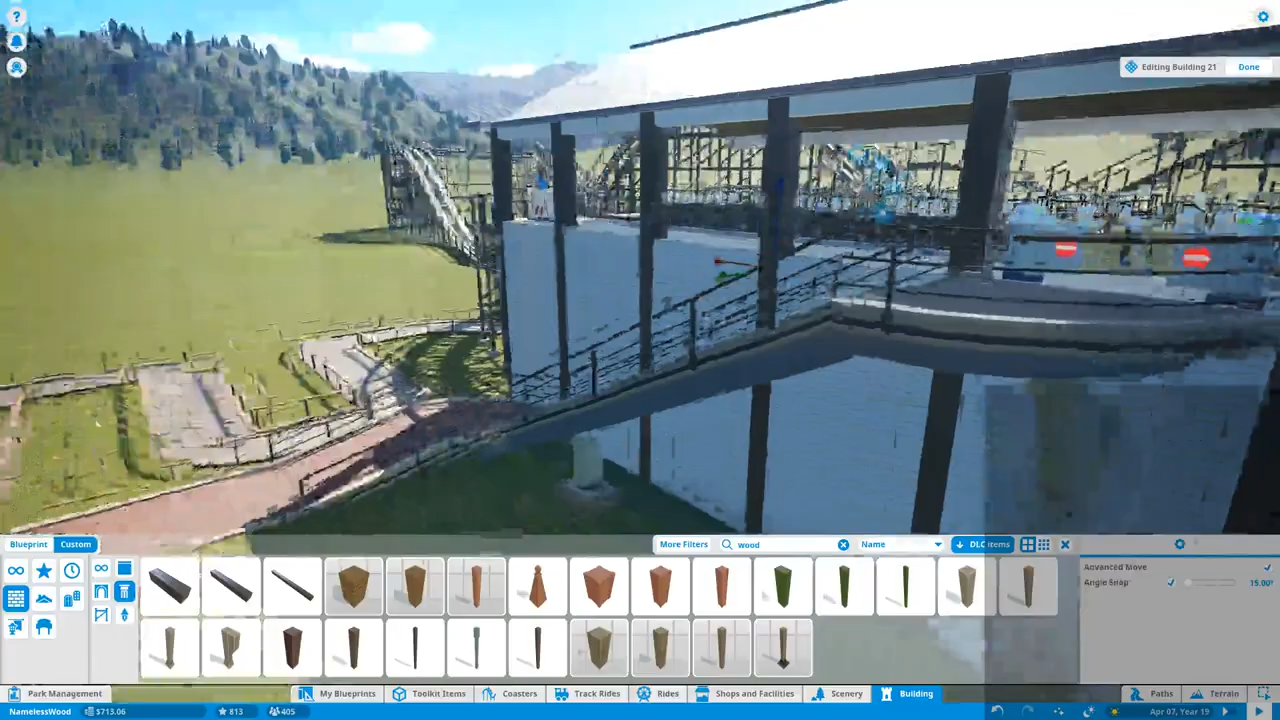 ?
Editing Building 21 Done
Blueprint Custom More Filters wood Name DLC Items
Advanced Move
Angle Snap 15.00°
Park Management My Blueprints Toolkit Items Coasters Track Rides Rides Shops and Facilities Scenery Building Paths Terrain
NamelessWood $713.06 813 405 Apr 07, Year 19